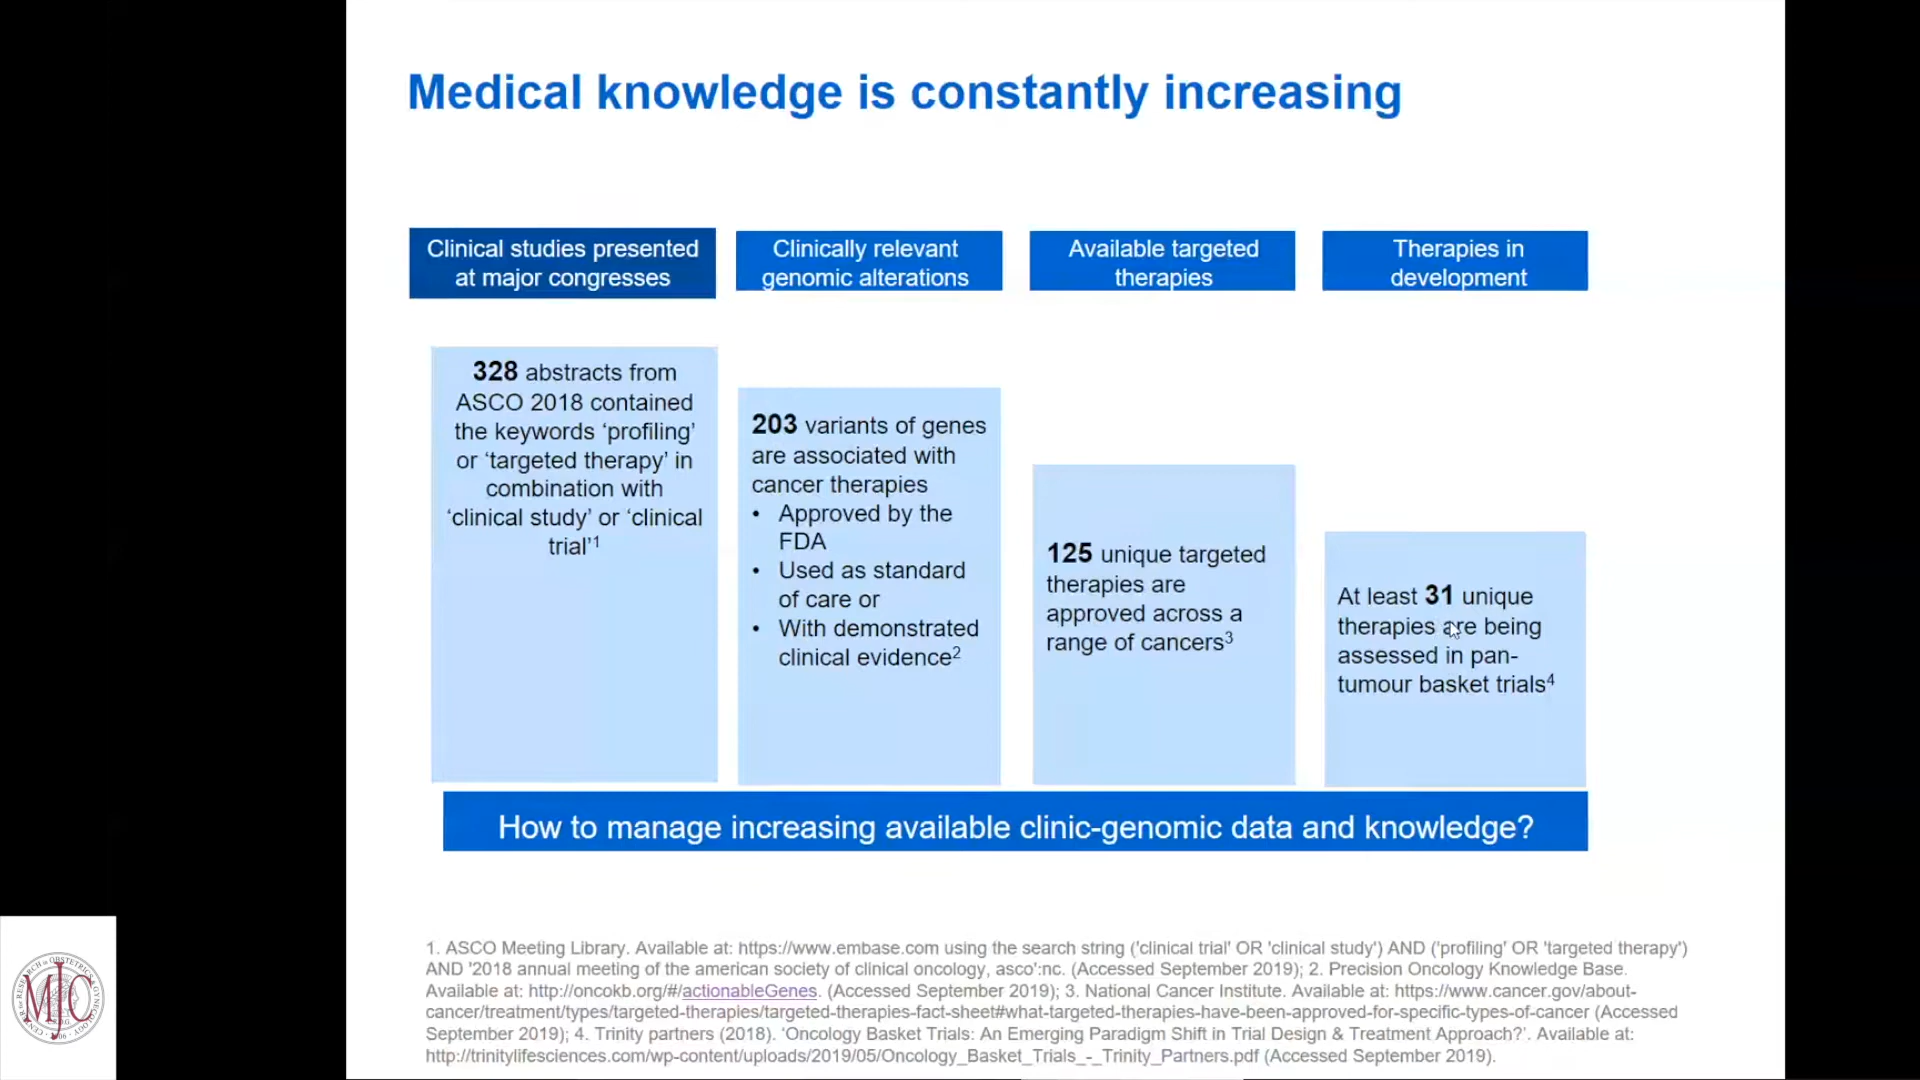 Medical knowledge is constantly increasing
Clinical studies presented
at major congresses
Clinically relevant
genomic alterations
Available targeted
therapies
Therapies in
development
328 abstracts from
ASCO 2018 contained
the keywords ‘profiling’
or ‘targeted therapy’ in
combination with
‘clinical study’ or ‘clinical
trial’1
203 variants of genes
are associated with
cancer therapies
• Approved by the
FDA
• Used as standard
of care or
• With demonstrated
clinical evidence2
125 unique targeted
therapies are
approved across a
range of cancers3
At least 31 unique
therapies are being
assessed in pan-
tumour basket trials4
How to manage increasing available clinic-genomic data and knowledge?
1. ASCO Meeting Library. Available at: https://www.embase.com using the search string ('clinical trial' OR 'clinical study') AND ('profiling' OR 'targeted therapy')
AND '2018 annual meeting of the american society of clinical oncology, asco':nc. (Accessed September 2019); 2. Precision Oncology Knowledge Base.
Available at: http://oncokb.org/#/actionableGenes. (Accessed September 2019); 3. National Cancer Institute. Available at: https://www.cancer.gov/about-
cancer/treatment/types/targeted-therapies/targeted-therapies-fact-sheet#what-targeted-therapies-have-been-approved-for-specific-types-of-cancer (Accessed
September 2019); 4. Trinity partners (2018). ‘Oncology Basket Trials: An Emerging Paradigm Shift in Trial Design & Treatment Approach?’. Available at:
http://trinitylifesciences.com/wp-content/uploads/2019/05/Oncology_Basket_Trials_-_Trinity_Partners.pdf (Accessed September 2019).
MJC